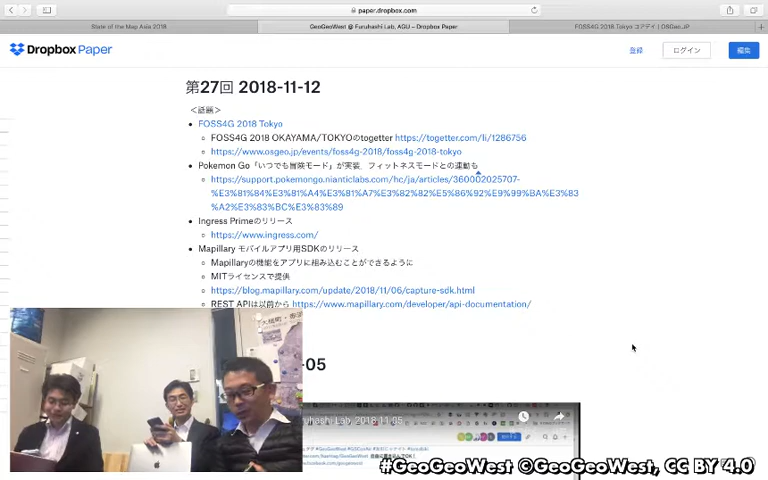 paper.dropbox.com
State of the Map Asia 2018
GeoGeoWest @ Furuhashi Lab, AGU – Dropbox Paper
FOSS4G 2018 Tokyo コアデイ | OSGeo.JP
Dropbox Paper
登録
ログイン
編集
第27回 2018-11-12
＜話題＞
FOSS4G 2018 Tokyo
FOSS4G 2018 OKAYAMA/TOKYOのtogetter https://togetter.com/li/1286756
https://www.osgeo.jp/events/foss4g-2018/foss4g-2018-tokyo
Pokemon Go「いつでも冒険モード」が実装　フィットネスモードとの連動も
https://support.pokemongo.nianticlabs.com/hc/ja/articles/360002025707-
%E3%81%84%E3%81%A4%E3%81%A7%E3%82%82%E5%86%92%E9%99%BA%E3%83
%A2%E3%83%BC%E3%83%89
Ingress Primeのリリース
https://www.ingress.com/
Mapillary モバイルアプリ用SDKのリリース
Mapillaryの機能をアプリに組み込むことができるように
MITライセンスで提供
https://blog.mapillary.com/update/2018/11/06/capture-sdk.html
REST APIは以前から https://www.mapillary.com/developer/api-documentation/
-05
ruhashi Lab, 2018.11.05
#GeoGeoWest ©GeoGeoWest, CC BY 4.0